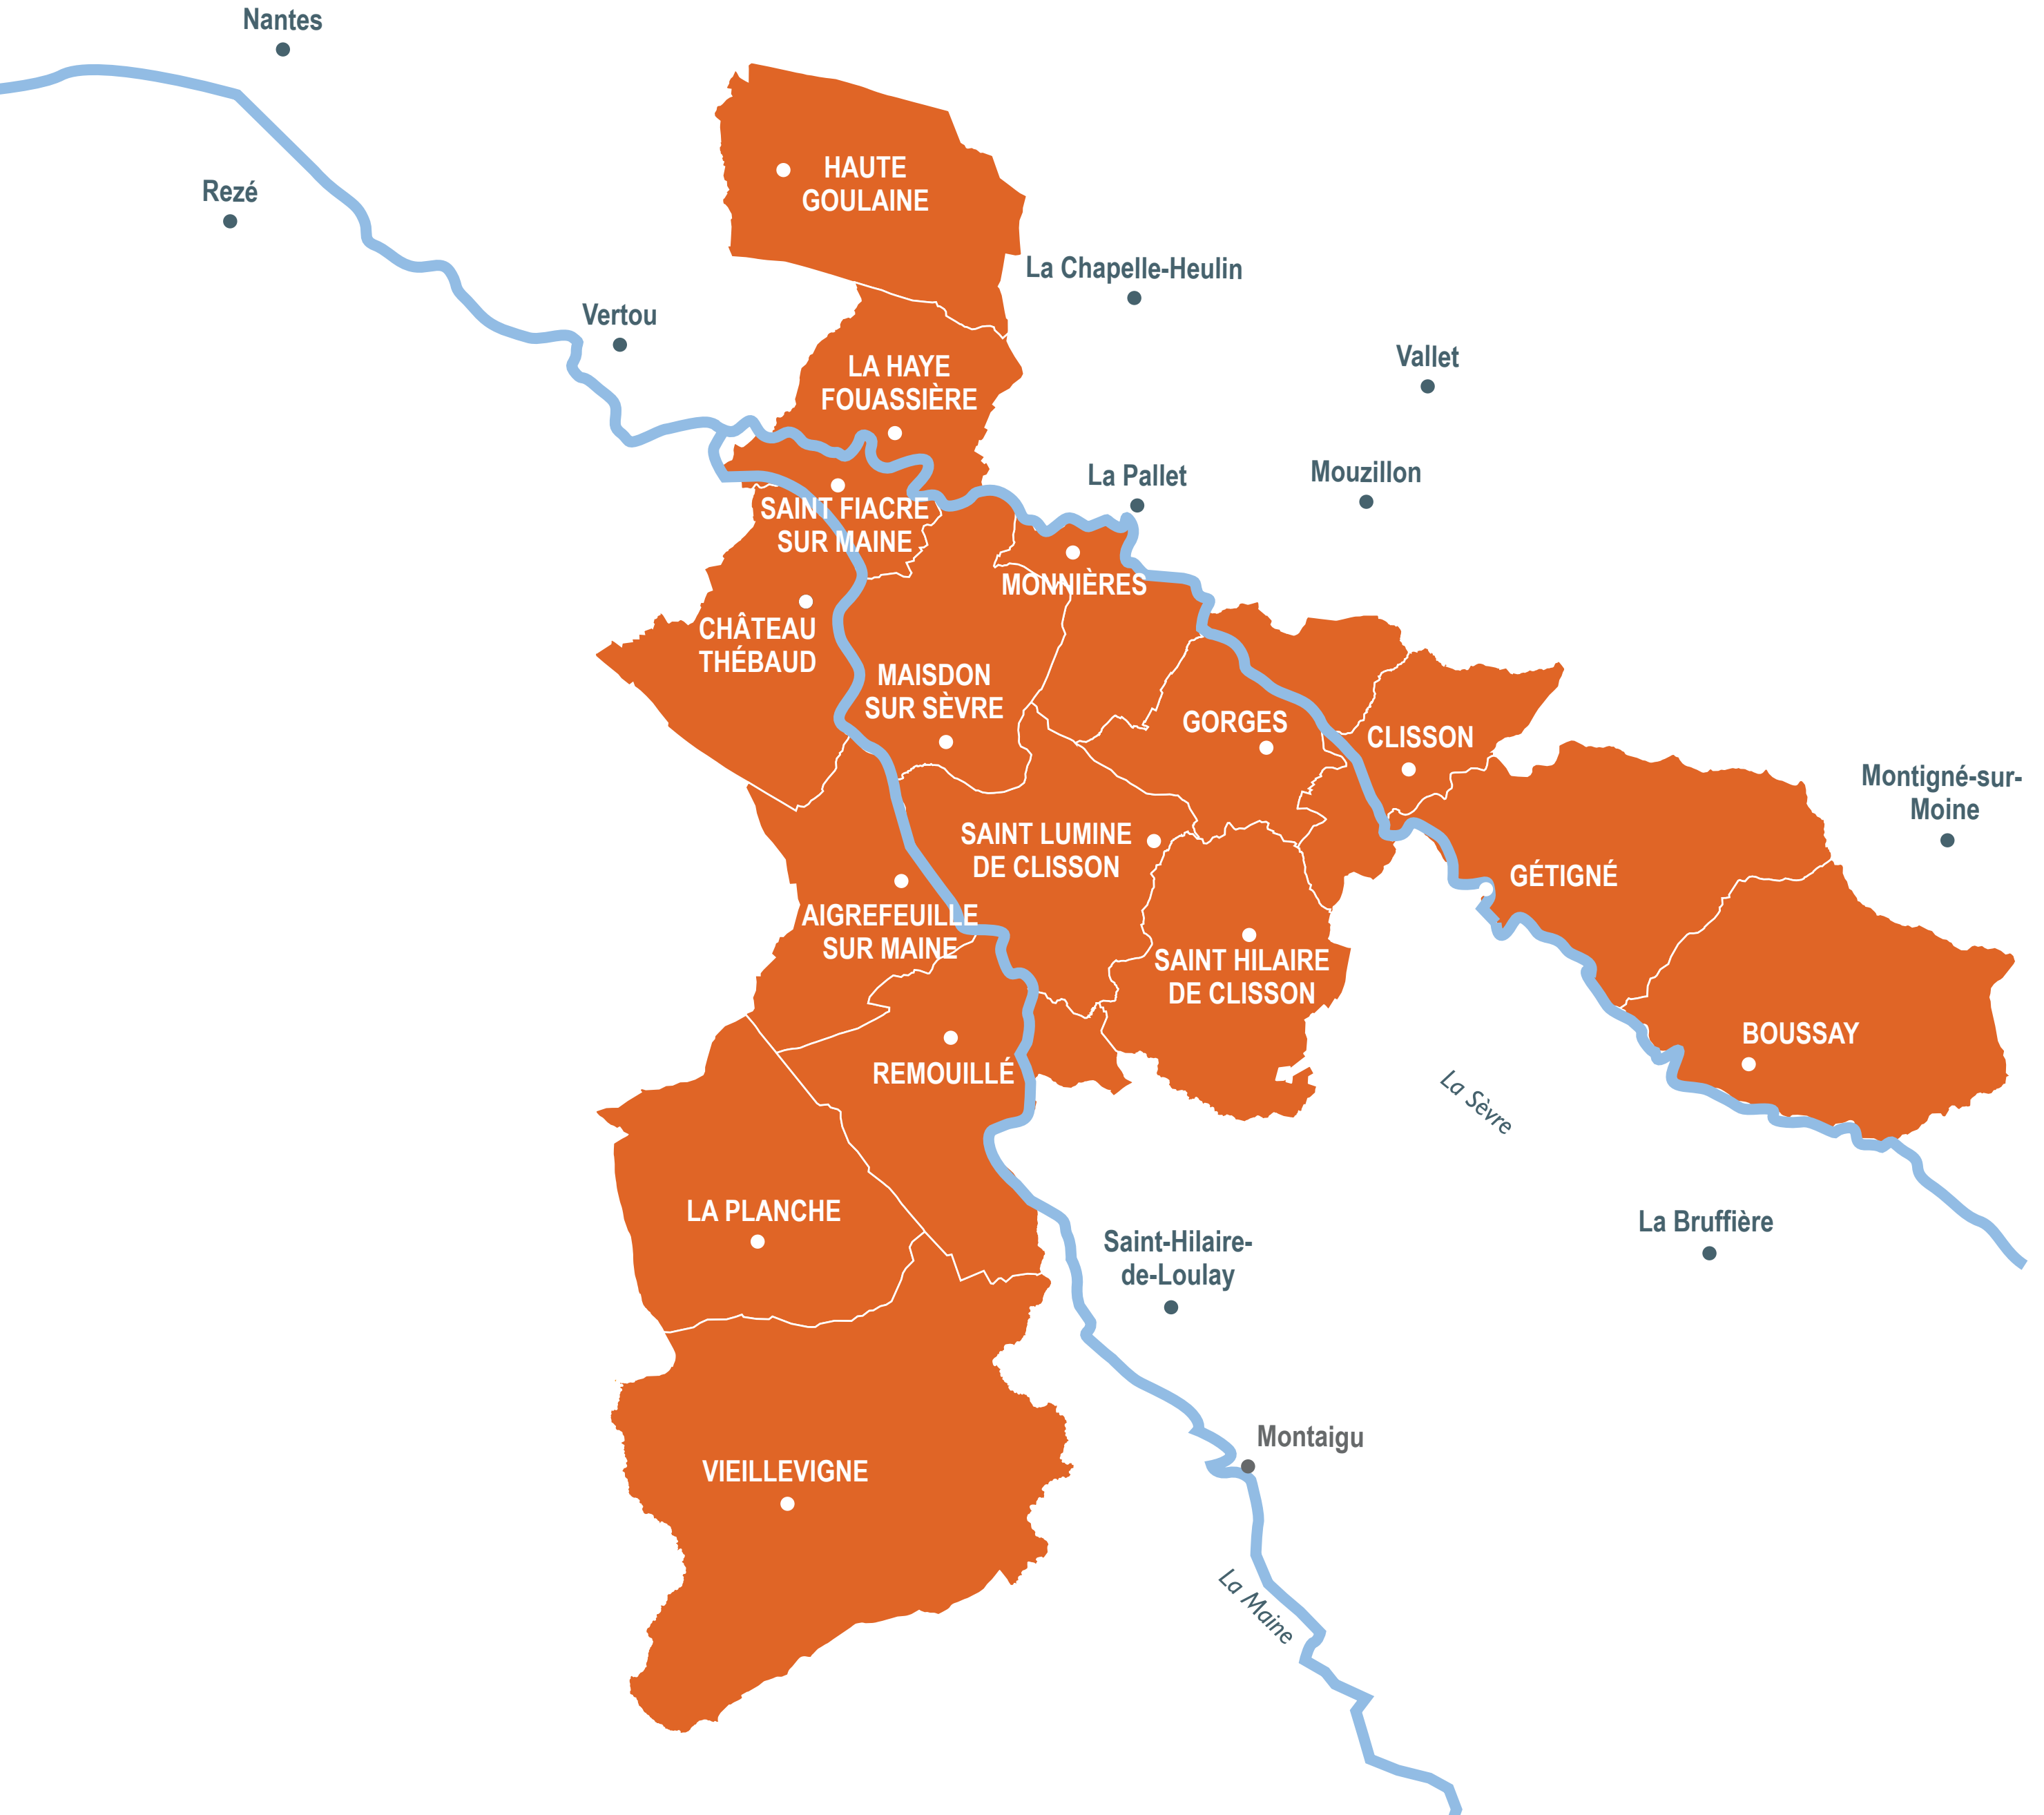 Nantes
Rezé
HAUTE
GOULAINE
La Chapelle-Heulin
Vertou
Vallet
LA HAYE
FOUASSIÈRE
La Pallet
Mouzillon
SAINT FIACRE
SUR MAINE
MONNIÈRES
CHÂTEAU
THÉBAUD
MAISDON
SUR SÈVRE
GORGES
CLISSON
Montigné-sur-
Moine
SAINT LUMINE
DE CLISSON
GÉTIGNÉ
AIGREFEUILLE
SUR MAINE
SAINT HILAIRE
DE CLISSON
BOUSSAY
REMOUILLÉ
La Sèvre
LA PLANCHE
La Bruffière
Saint-Hilaire-
de-Loulay
Montaigu
VIEILLEVIGNE
La Maine